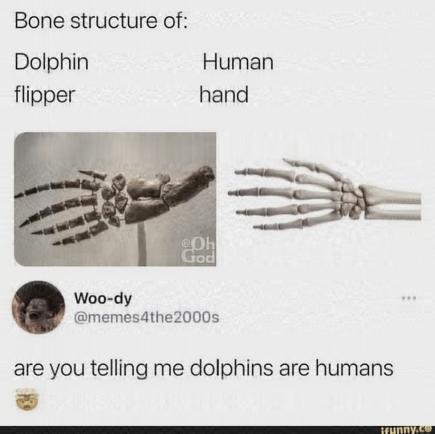 Bone structure of:
Dolphin Human
flipper hand
@Oh
God
Woo-dy
@memes4the2000s
are you telling me dolphins are humans
ifunny.co